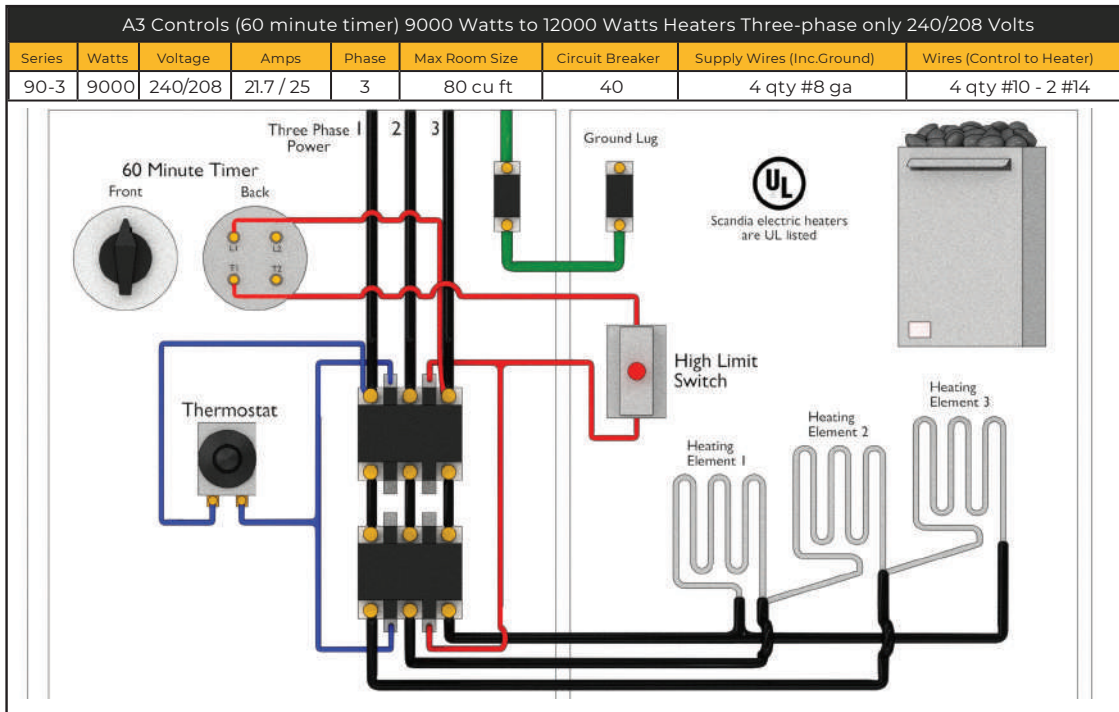 A3 Controls (60 minute timer) 9000 Watts to 12000 Watts Heaters Three-phase only 240/208 Volts
Series Watts Voltage Amps Phase Max Room Size Circuit Breaker Supply Wires (Inc.Ground) Wires (Control to Heater)
90-3 9000 240/208 21.7 / 25 3 80 cu ft 40 4 qty #8 ga 4 qty #10 - 2 #14
Three Phase 1 2 3
Power
Ground Lug
60 Minute Timer
Front Back
L1 L2
T1 T2
UL
Scandia electric heaters
are UL listed
High Limit
Switch
Thermostat
Heating
Element 1
Heating
Element 2
Heating
Element 3